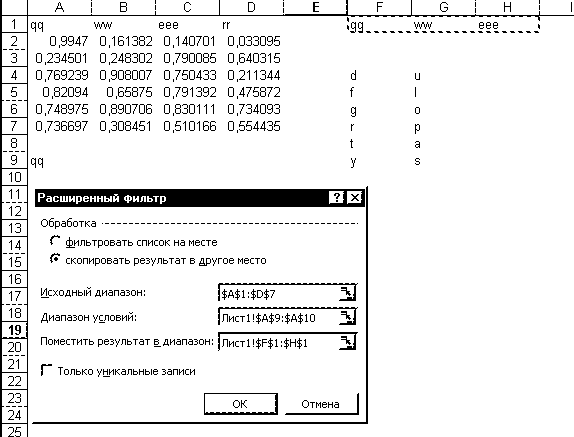 A B C D E F G H I
1 qq ww eee rr qq ww eee
2 0,9947 0,161382 0,140701 0,033095
3 0,234501 0,248302 0,790085 0,640315
4 0,769239 0,908007 0,750433 0,211344 d u
5 0,82094 0,65875 0,791392 0,475872 f l
6 0,748975 0,890706 0,830111 0,734093 g o
7 0,736697 0,308451 0,510166 0,554435 r p
8 t a
9 qq y s
10
11
Расширенный фильтр
12
13
Обработка
14
фильтровать список на месте
15
скопировать результат в другое место
16
17
Исходный диапазон: $A$1:$D$7
18
Диапазон условий: Лист1!$A$9:$A$10
19
20
Поместить результат в диапазон: Лист1!$F$1:$H$1
21
22
Только уникальные записи
23
OK Отмена
24
25